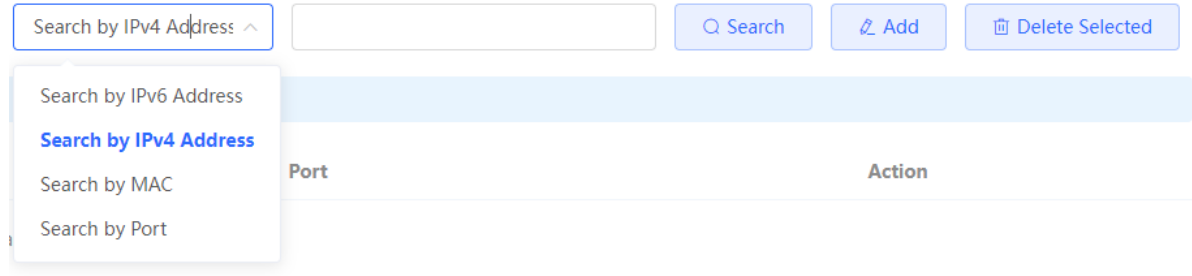 Search by IPv4 Address Search Add Delete Selected
Search by IPv6 Address
Search by IPv4 Address
Port Action
Search by MAC
Search by Port